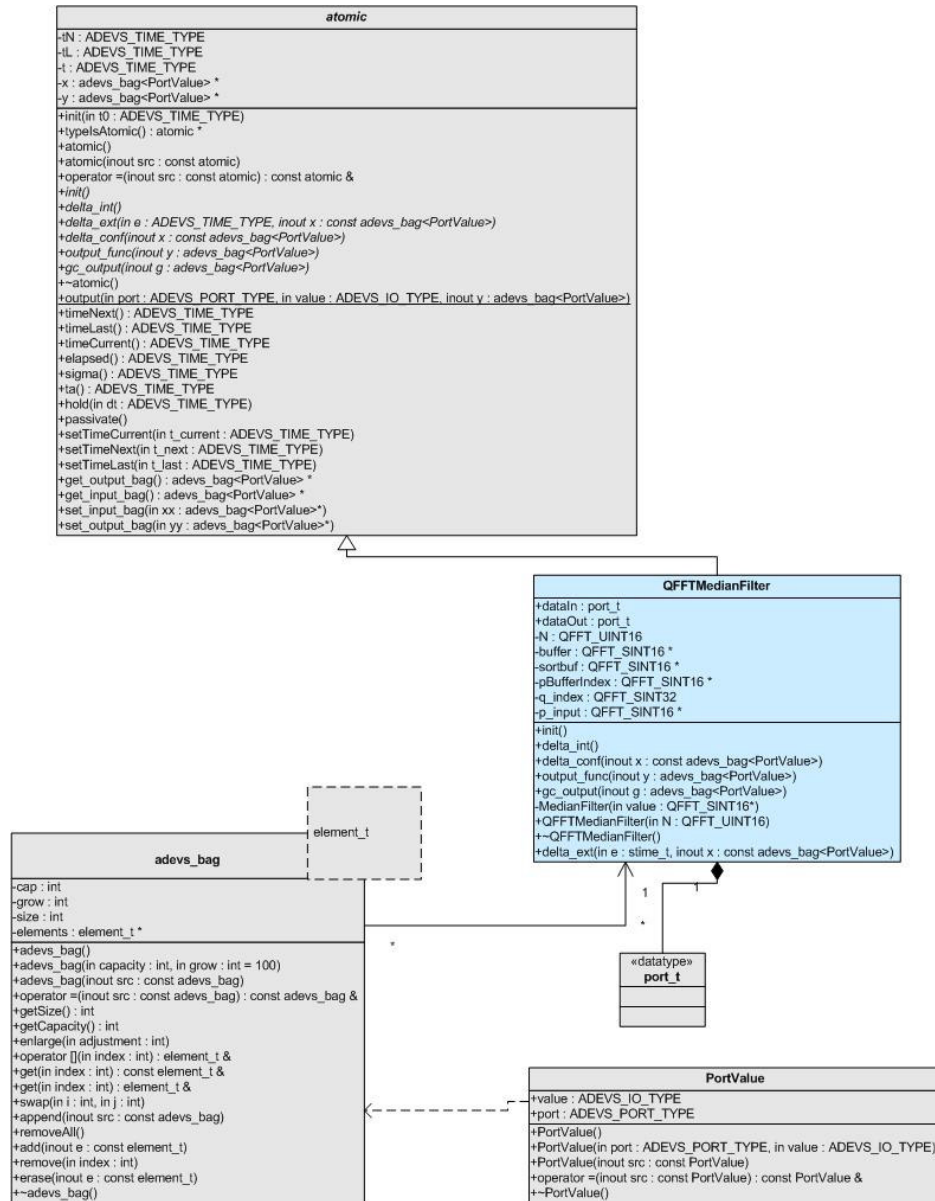 atomic
-tN : ADEVS_TIME_TYPE
-tL : ADEVS_TIME_TYPE
-t : ADEVS_TIME_TYPE
-x : adevs_bag<PortValue> *
-y : adevs_bag<PortValue> *
+init(in t0 : ADEVS_TIME_TYPE)
+typeIsAtomic() : atomic *
+atomic()
+atomic(inout src : const atomic)
+operator =(inout src : const atomic) : const atomic &
+init()
+delta_int()
+delta_ext(in e : ADEVS_TIME_TYPE, inout x : const adevs_bag<PortValue>)
+delta_conf(inout x : const adevs_bag<PortValue>)
+output_func(inout y : adevs_bag<PortValue>)
+gc_output(inout g : adevs_bag<PortValue>)
+~atomic()
+output(in port : ADEVS_PORT_TYPE, in value : ADEVS_IO_TYPE, inout y : adevs_bag<PortValue>)
+timeNext() : ADEVS_TIME_TYPE
+timeLast() : ADEVS_TIME_TYPE
+timeCurrent() : ADEVS_TIME_TYPE
+elapsed() : ADEVS_TIME_TYPE
+sigma() : ADEVS_TIME_TYPE
+ta() : ADEVS_TIME_TYPE
+hold(in dt : ADEVS_TIME_TYPE)
+passivate()
+setTimeCurrent(in t_current : ADEVS_TIME_TYPE)
+setTimeNext(in t_next : ADEVS_TIME_TYPE)
+setTimeLast(in t_last : ADEVS_TIME_TYPE)
+get_output_bag() : adevs_bag<PortValue> *
+get_input_bag() : adevs_bag<PortValue> *
+set_input_bag(in xx : adevs_bag<PortValue>*)
+set_output_bag(in yy : adevs_bag<PortValue>*)
QFFTMedianFilter
+dataIn : port_t
+dataOut : port_t
-N : QFFT_UINT16
-buffer : QFFT_SINT16 *
-sortbuf : QFFT_SINT16 *
-pBufferIndex : QFFT_SINT16 *
-q_index : QFFT_SINT32
-p_input : QFFT_SINT16 *
+init()
+delta_int()
+delta_conf(inout x : const adevs_bag<PortValue>)
+output_func(inout y : adevs_bag<PortValue>)
+gc_output(inout g : adevs_bag<PortValue>)
-MedianFilter(in value : QFFT_SINT16*)
+QFFTMedianFilter(in N : QFFT_UINT16)
+~QFFTMedianFilter()
+delta_ext(in e : stime_t, inout x : const adevs_bag<PortValue>)
1
1
*
*
«datatype»
port_t
element_t
adevs_bag
-cap : int
-grow : int
-size : int
-elements : element_t *
+adevs_bag()
+adevs_bag(in capacity : int, in grow : int = 100)
+adevs_bag(inout src : const adevs_bag)
+operator =(inout src : const adevs_bag) : const adevs_bag &
+getSize() : int
+getCapacity() : int
+enlarge(in adjustment : int)
+operator [](in index : int) : element_t &
+get(in index : int) : const element_t &
+get(in index : int) : element_t &
+swap(in i : int, in j : int)
+append(inout src : const adevs_bag)
+removeAll()
+add(inout e : const element_t)
+remove(in index : int)
+erase(inout e : const element_t)
+~adevs_bag()
PortValue
+value : ADEVS_IO_TYPE
+port : ADEVS_PORT_TYPE
+PortValue()
+PortValue(in port : ADEVS_PORT_TYPE, in value : ADEVS_IO_TYPE)
+PortValue(inout src : const PortValue)
+operator =(inout src : const PortValue) : const PortValue &
+~PortValue()